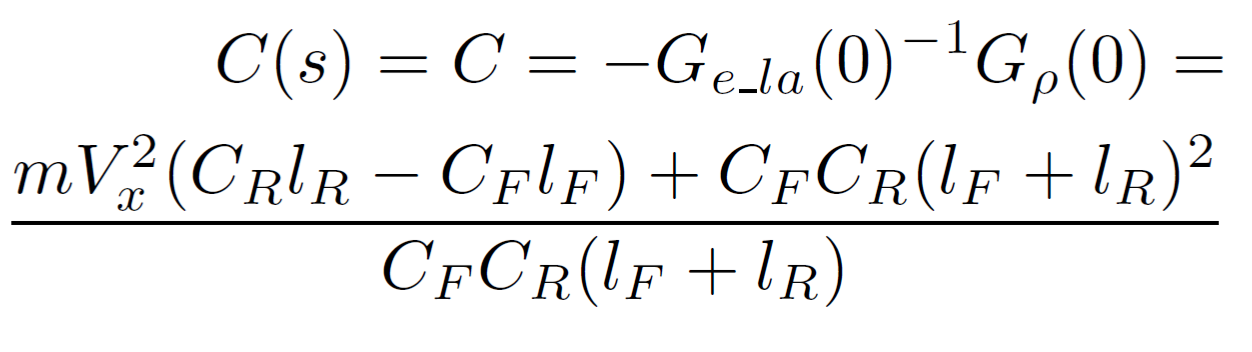 C(s) = C = −G_{e_la}(0)^{−1}G_ρ(0) =
mV_x^2(C_R l_R − C_F l_F) + C_F C_R(l_F + l_R)^2
C_F C_R(l_F + l_R)